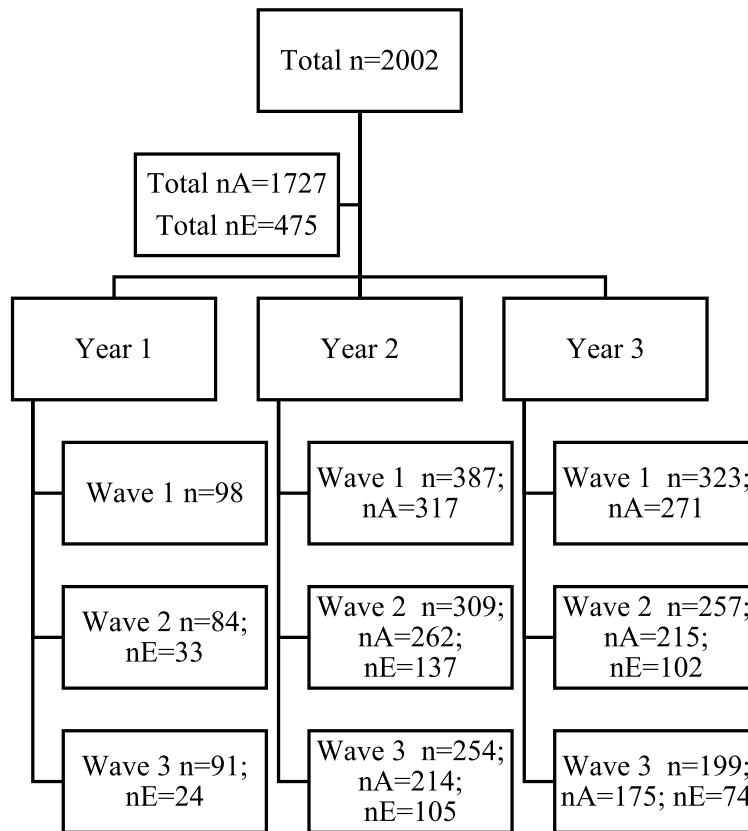 Total n=2002
Total nA=1727
Total nE=475
Year 1
Year 2
Year 3
Wave 1 n=98
Wave 2 n=84;
nE=33
Wave 3 n=91;
nE=24
Wave 1 n=387;
nA=317
Wave 2 n=309;
nA=262;
nE=137
Wave 3 n=254;
nA=214;
nE=105
Wave 1 n=323;
nA=271
Wave 2 n=257;
nA=215;
nE=102
Wave 3 n=199;
nA=175; nE=74